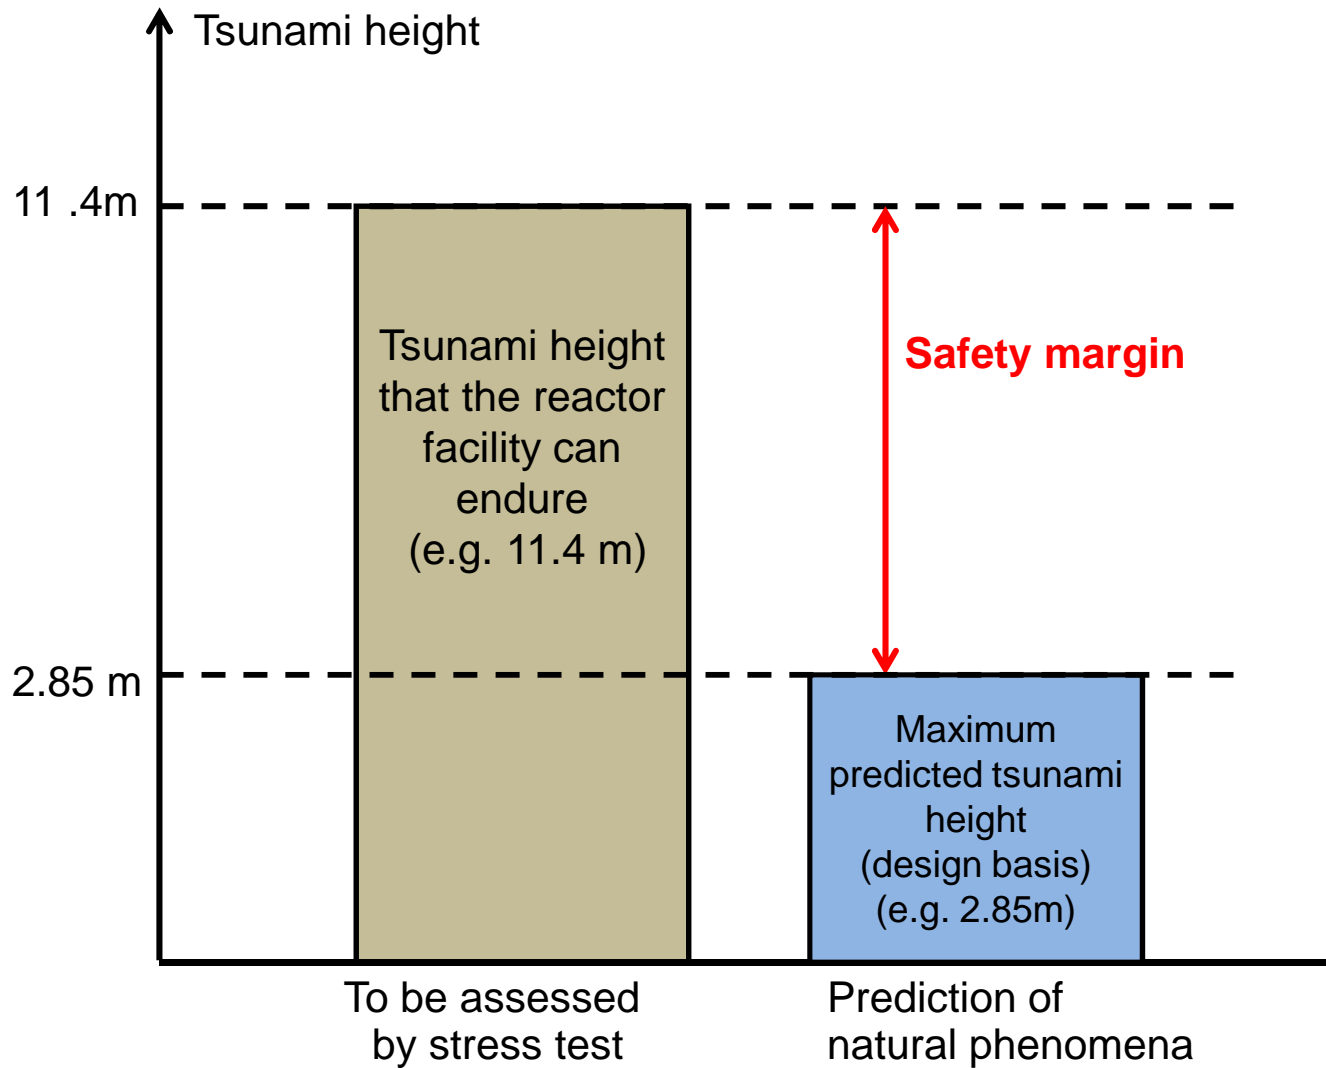 Tsunami height
11 .4m
Tsunami height
that the reactor
facility can
endure
(e.g. 11.4 m)
Safety margin
2.85 m
Maximum
predicted tsunami
height
(design basis)
(e.g. 2.85m)
To be assessed
by stress test
Prediction of
natural phenomena